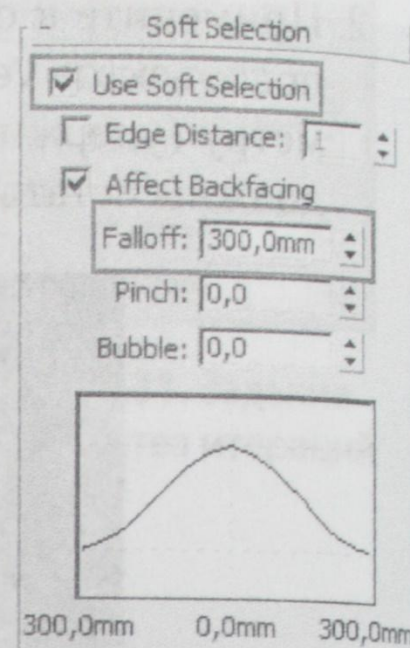 - Soft Selection
Use Soft Selection
Edge Distance: 1
Affect Backfacing
Falloff: 300,0mm
Pinch: 0,0
Bubble: 0,0
300,0mm 0,0mm 300,0mm